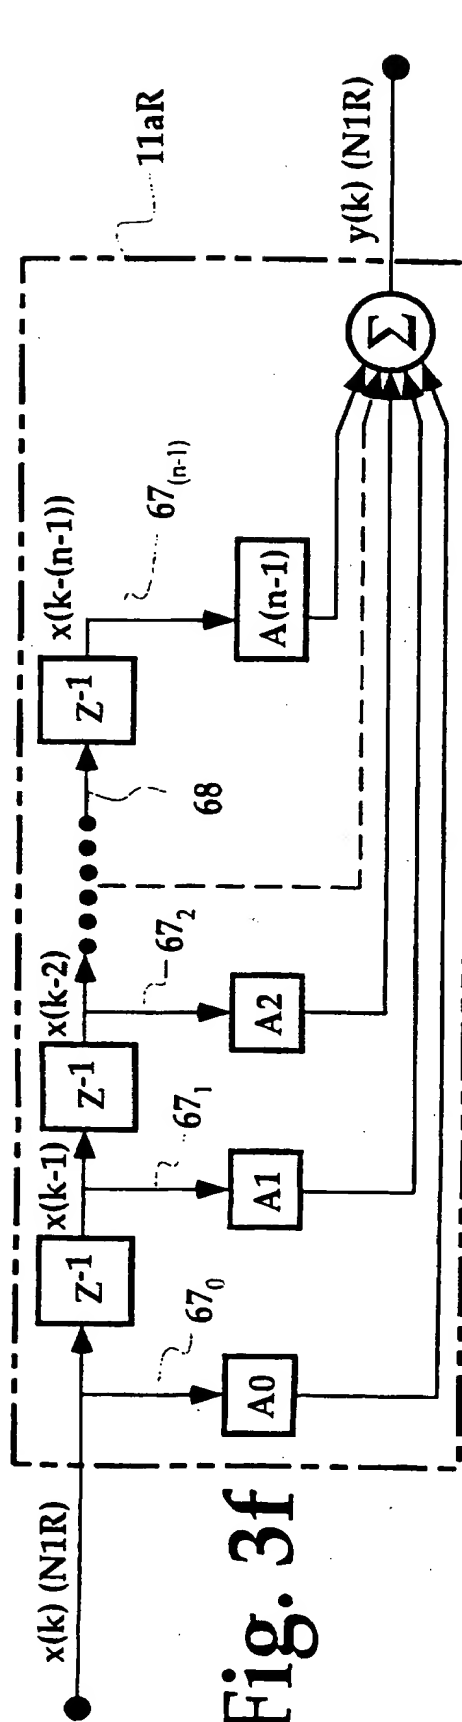 x(k) (N1R)
x(k-1)
x(k-2)
x(k-(n-1))
11aR
Z-1
Z-1
Z-1
67₀
67₁
67₂
68
67(n-1)
A0
A1
A2
A(n-1)
Σ
y(k) (N1R)
Fig. 3f